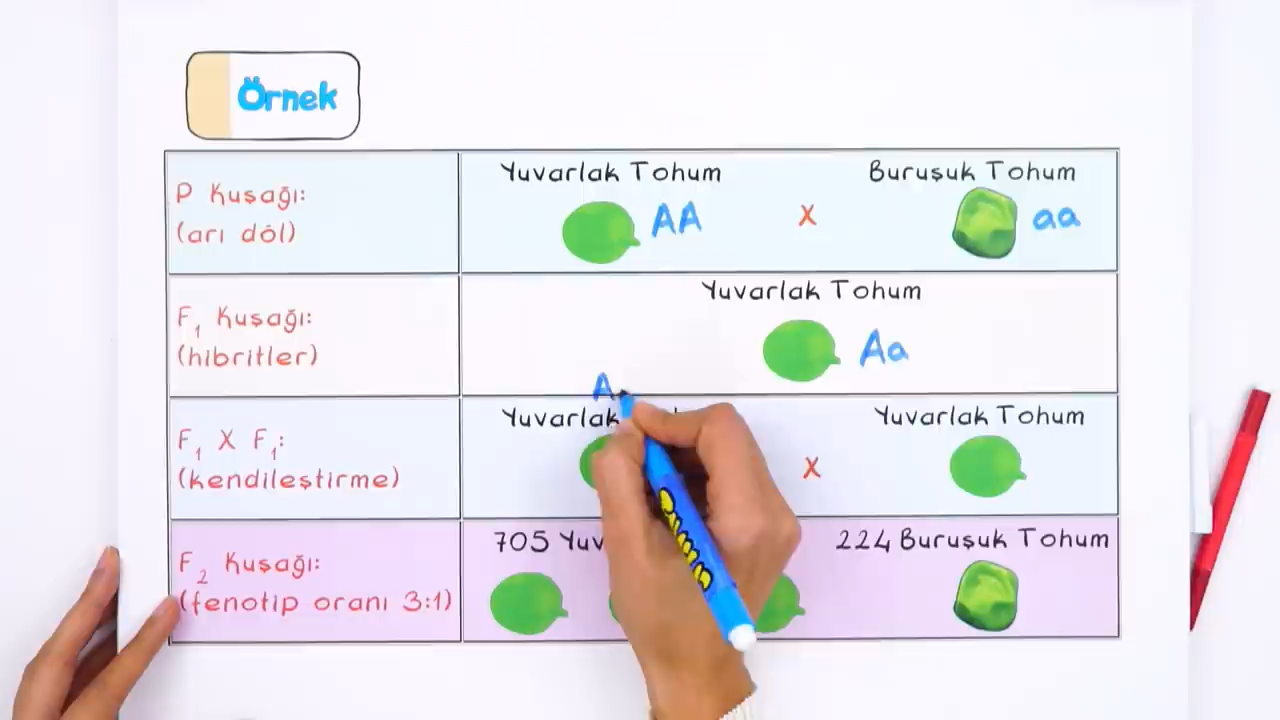 Örnek
P Kuşağı:
(arı döl)
Yuvarlak Tohum
AA
X
Buruşuk Tohum
aa
F1 Kuşağı:
(hibritler)
Yuvarlak Tohum
Aa
A
F1 X F1:
(kendileştirme)
Yuvarlak
X
Yuvarlak Tohum
F2 Kuşağı:
(fenotip oranı 3:1)
705
224 Buruşuk Tohum